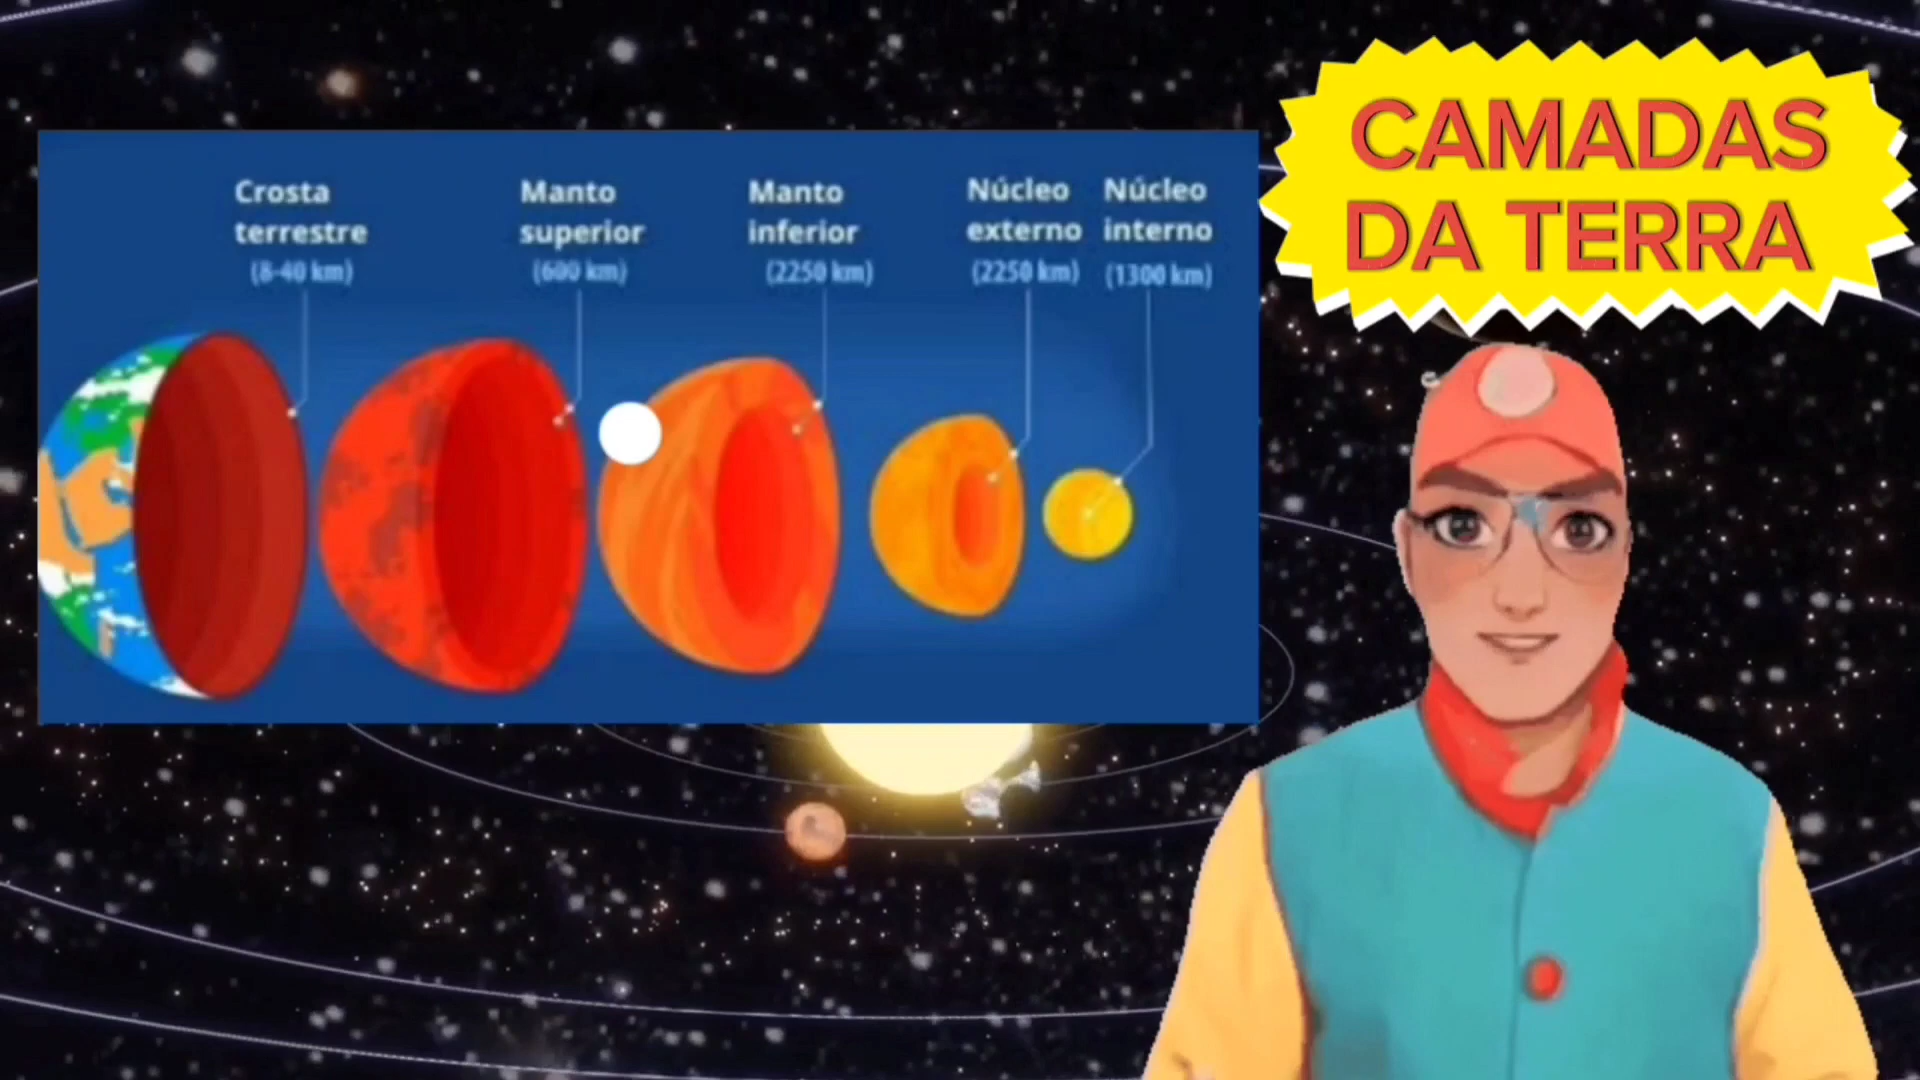 CAMADAS
DA TERRA
Crosta
terrestre
(8-40 km)
Manto
superior
(600 km)
Manto
inferior
(2250 km)
Núcleo
externo
(2250 km)
Núcleo
interno
(1300 km)